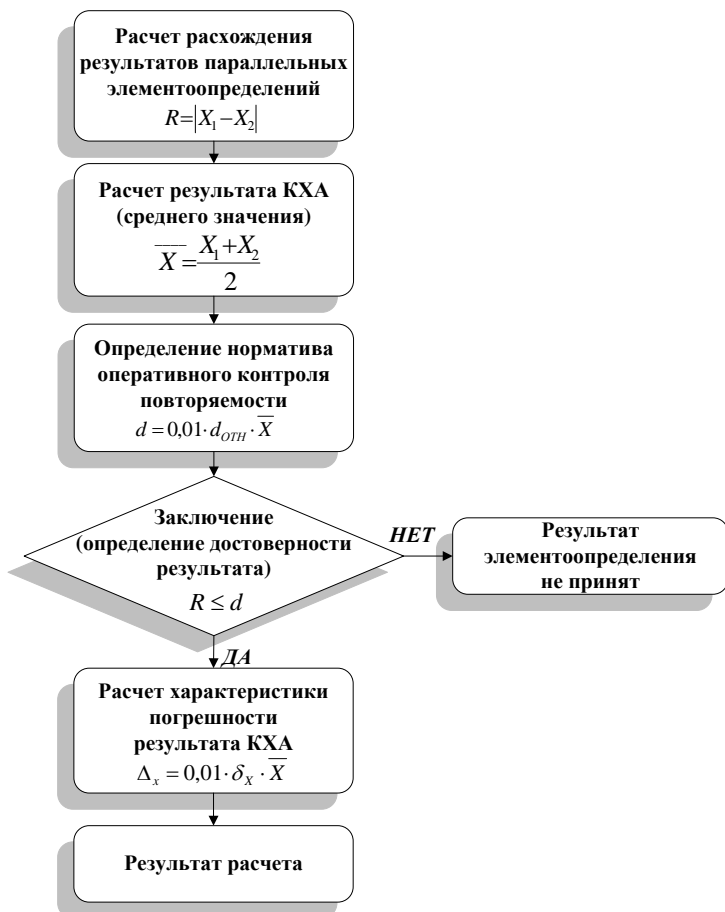 Расчет расхождения
результатов параллельных
элементоопределений
R=|X₁−X₂|
Расчет результата КХА
(среднего значения)
X̅ = (X₁+X₂)/2
Определение норматива
оперативного контроля
повторяемости
d = 0,01·d_ОТН·X̅
Заключение
(определение достоверности
результата)
R ≤ d
НЕТ
Результат
элементоопределения
не принят
ДА
Расчет характеристики
погрешности
результата КХА
Δₓ = 0,01·δ_X·X̅
Результат расчета